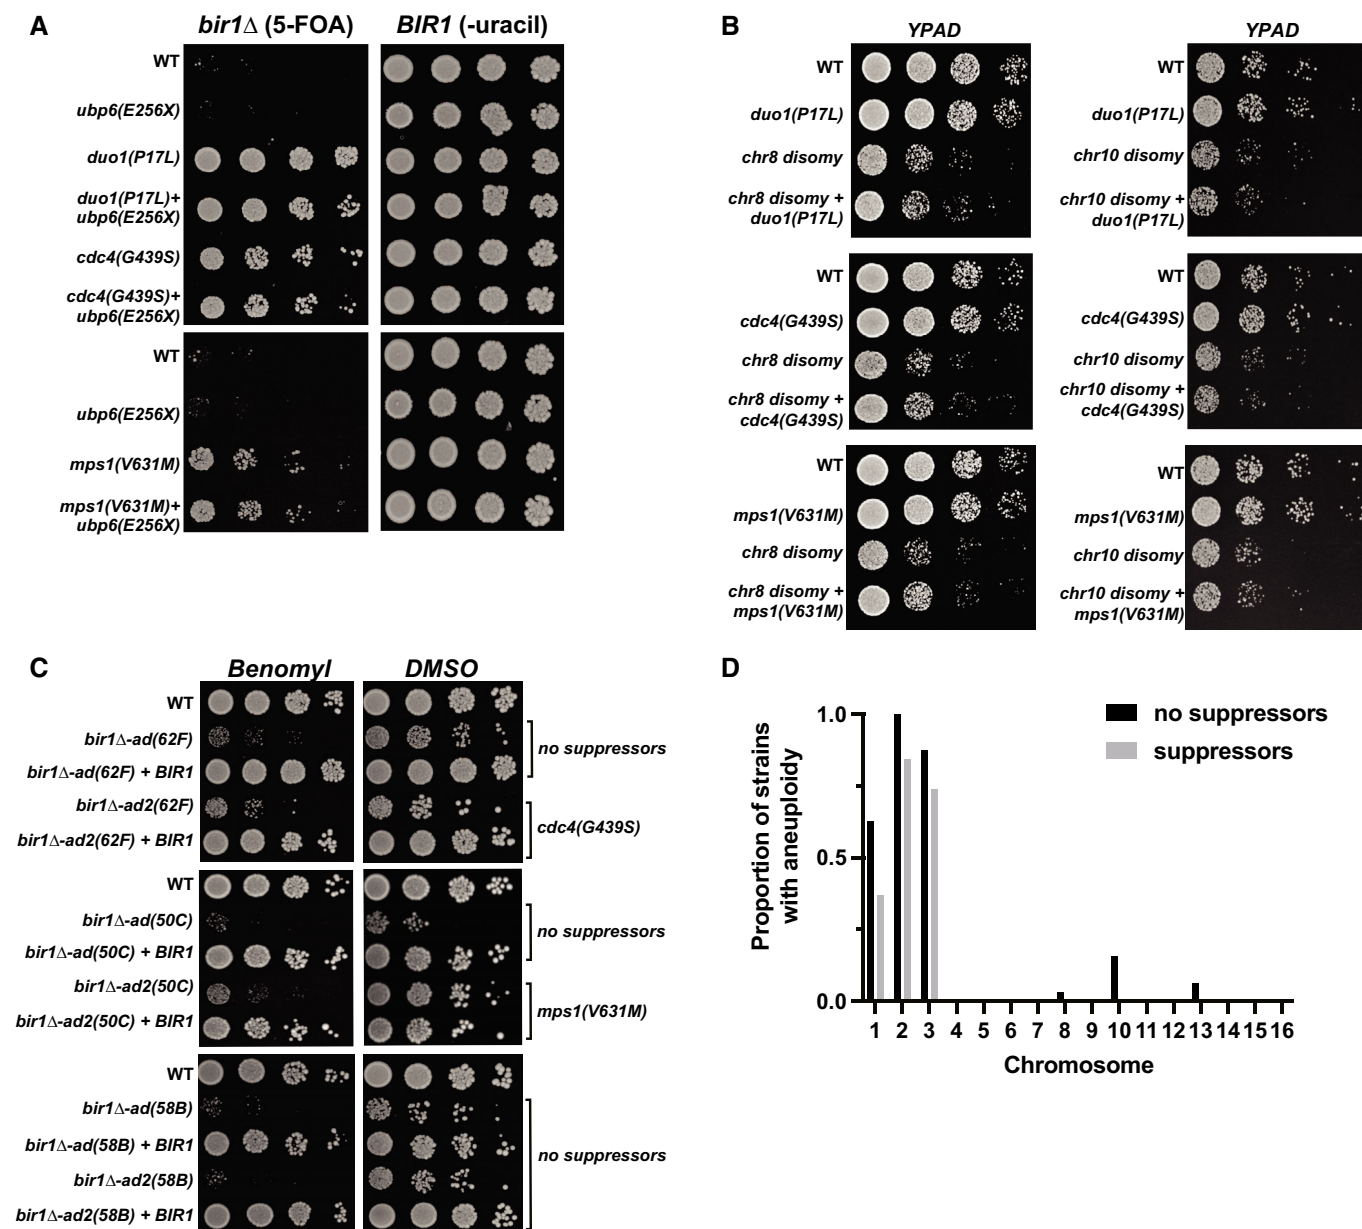 A
bir1Δ (5-FOA)
BIR1 (-uracil)
WT
ubp6(E256X)
duo1(P17L)
duo1(P17L)+
ubp6(E256X)
cdc4(G439S)
cdc4(G439S)+
ubp6(E256X)
WT
ubp6(E256X)
mps1(V631M)
mps1(V631M)+
ubp6(E256X)
B
YPAD
WT
duo1(P17L)
chr8 disomy
chr8 disomy +
duo1(P17L)
WT
cdc4(G439S)
chr8 disomy
chr8 disomy +
cdc4(G439S)
WT
mps1(V631M)
chr8 disomy
chr8 disomy +
mps1(V631M)
YPAD
WT
duo1(P17L)
chr10 disomy
chr10 disomy +
duo1(P17L)
WT
cdc4(G439S)
chr10 disomy
chr10 disomy +
cdc4(G439S)
WT
mps1(V631M)
chr10 disomy
chr10 disomy +
mps1(V631M)
C
Benomyl
DMSO
WT
bir1Δ-ad(62F)
bir1Δ-ad(62F) + BIR1
no suppressors
bir1Δ-ad2(62F)
bir1Δ-ad2(62F) + BIR1
cdc4(G439S)
WT
bir1Δ-ad(50C)
bir1Δ-ad(50C) + BIR1
no suppressors
bir1Δ-ad2(50C)
bir1Δ-ad2(50C) + BIR1
mps1(V631M)
WT
bir1Δ-ad(58B)
bir1Δ-ad(58B) + BIR1
no suppressors
bir1Δ-ad2(58B)
bir1Δ-ad2(58B) + BIR1
D
no suppressors
suppressors
Proportion of strains
with aneuploidy
1.0
0.5
0.0
1 2 3 4 5 6 7 8 9 10 11 12 13 14 15 16
Chromosome